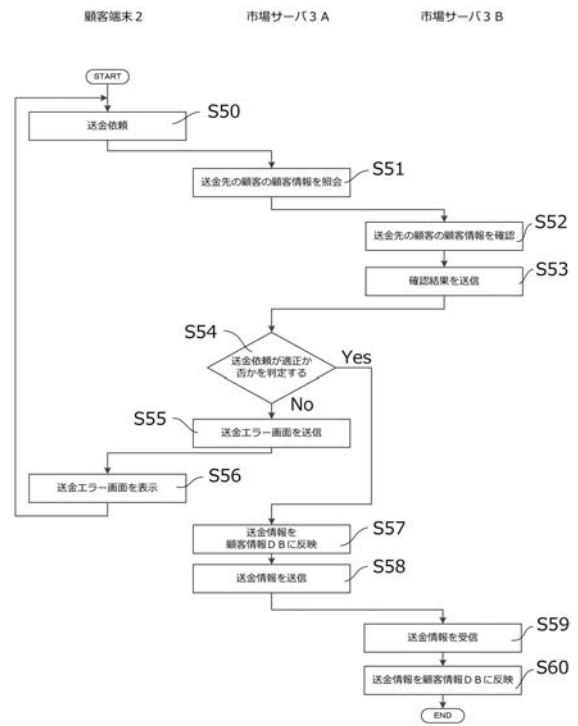 顧客端末2
市場サーバ3A
市場サーバ3B
START
S50
送金依頼
S51
送金先の顧客の顧客情報を照会
S52
送金先の顧客の顧客情報を確認
S53
確認結果を送信
S54
送金依頼が適正か
否かを判定する
Yes
No
S55
送金エラー画面を送信
S56
送金エラー画面を表示
S57
送金情報を
顧客情報DBに反映
S58
送金情報を送信
S59
送金情報を受信
S60
送金情報を顧客情報DBに反映
END